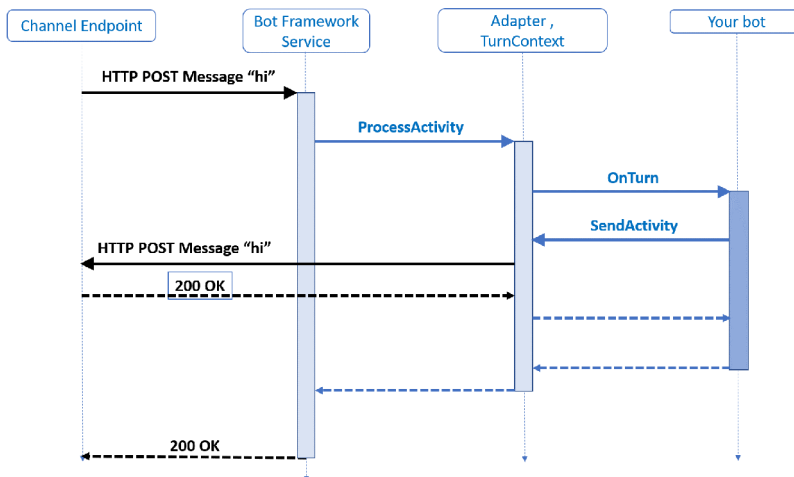 Channel Endpoint
Bot Framework
Service
Adapter ,
TurnContext
Your bot
HTTP POST Message “hi”
ProcessActivity
OnTurn
SendActivity
HTTP POST Message “hi”
200 OK
200 OK